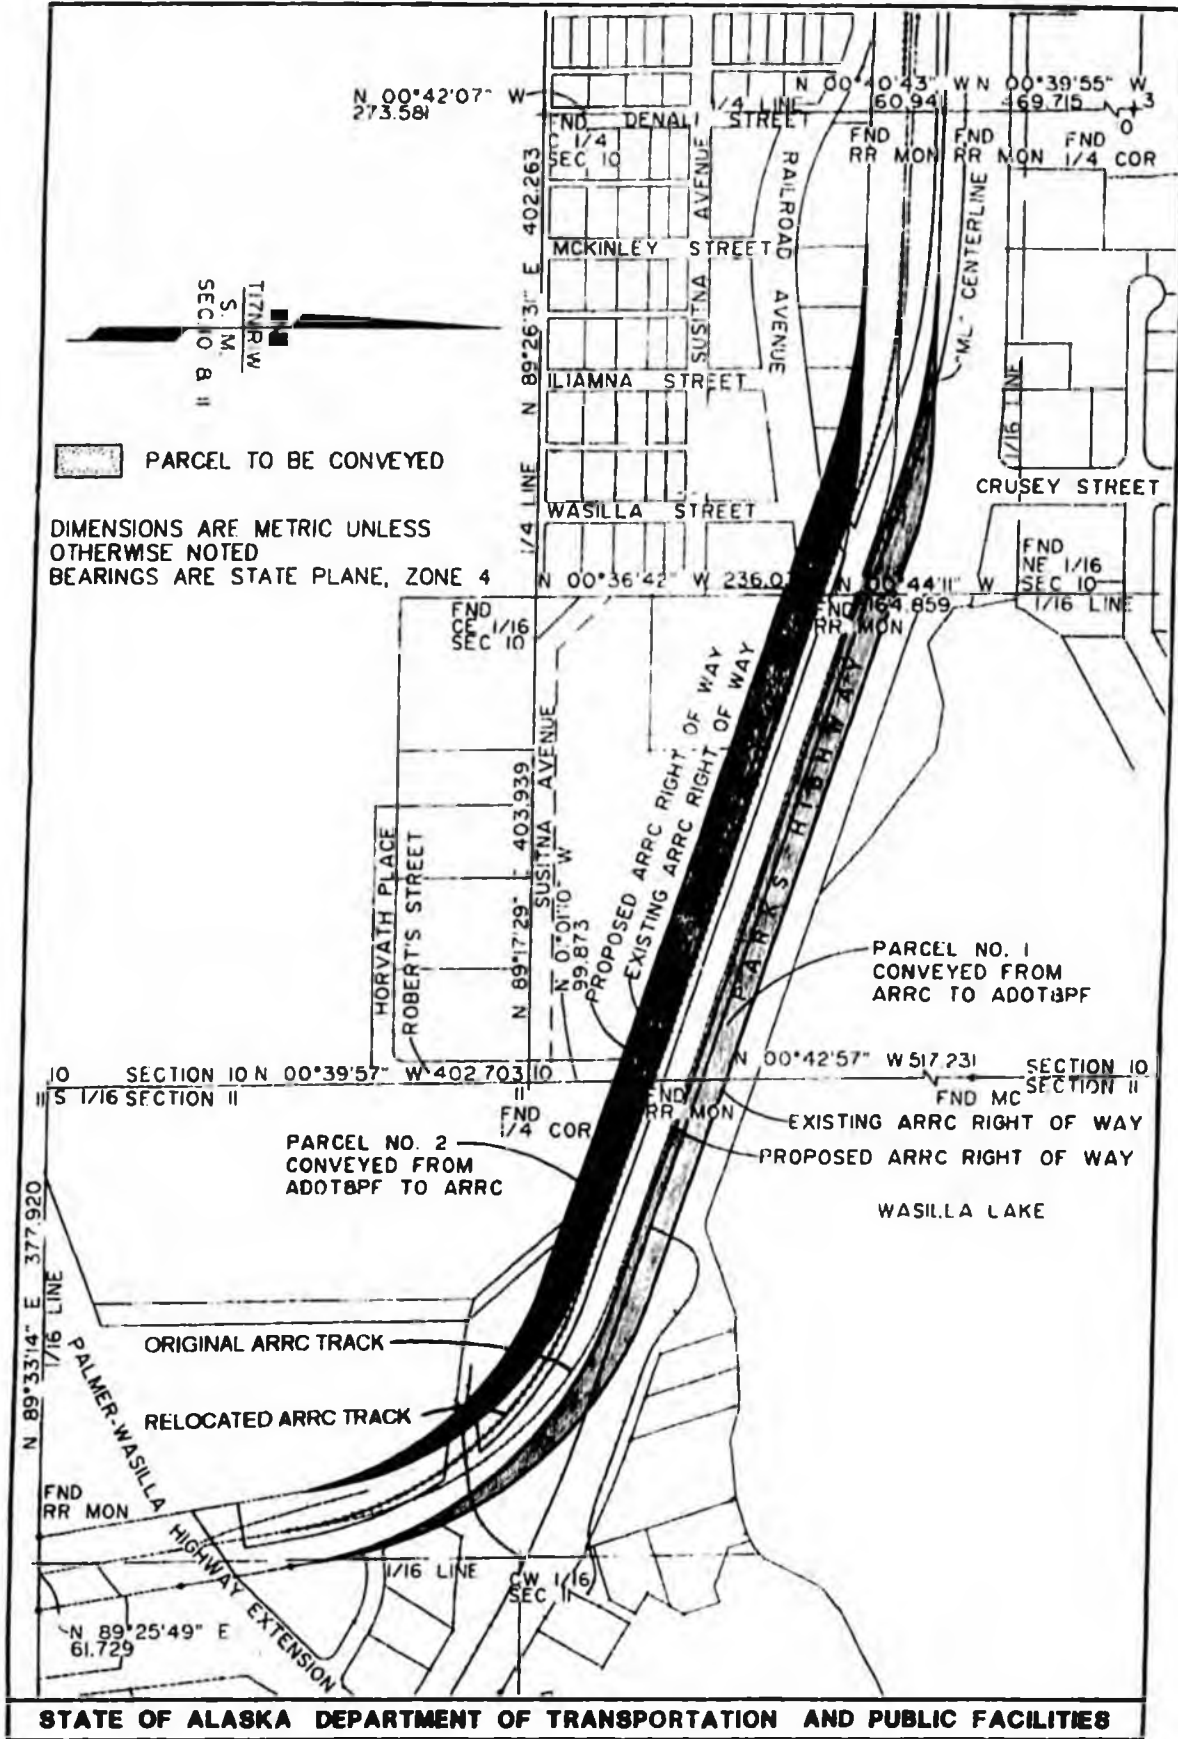 N 00°42'07" W
273.581
N 00°40'43" W
60.94
N 00°39'55" W
69.715
3
0
1/4 LINE
DENALI STREET
FND
C 1/4
SEC 10
FND
RR MON
FND
RR MON
FND
1/4 COR
N 89°26'31" E 402.263
1/4 LINE
SUSITNA AVENUE
RAILROAD AVENUE
MCKINLEY STREET
"ML" CENTERLINE
T17N R W
S. M.
SEC. 10 & 11
N
ILIAMNA STREET
1/16 LINE
PARCEL TO BE CONVEYED
CRUSEY STREET
WASILLA STREET
DIMENSIONS ARE METRIC UNLESS
OTHERWISE NOTED
BEARINGS ARE STATE PLANE, ZONE 4
N 00°36'42" W 236.0
N 00°44'11" W
164.859
FND
NE 1/16
SEC 10
1/16 LINE
FND
CE 1/16
SEC 10
FND
RR MON
PROPOSED ARRC RIGHT OF WAY
EXISTING ARRC RIGHT OF WAY
PARKS HIGHWAY
SUSITNA AVENUE
N 89°17'29" 403.939
HORVATH PLACE
ROBERT'S STREET
N 0°01'10" W
99.873
PARCEL NO. 1
CONVEYED FROM
ARRC TO ADOT&PF
10 SECTION 10 N 00°39'57" W 402.703 10
11 S 1/16 SECTION 11
11
N 00°42'57" W 517.231
SECTION 10
SECTION 11
FND MC
FND
1/4 COR
FND
RR MON
EXISTING ARRC RIGHT OF WAY
PROPOSED ARRC RIGHT OF WAY
PARCEL NO. 2
CONVEYED FROM
ADOT&PF TO ARRC
WASILLA LAKE
N 89°33'14" E 377.920
1/16 LINE
ORIGINAL ARRC TRACK
RELOCATED ARRC TRACK
PALMER-WASILLA
HIGHWAY EXTENSION
FND
RR MON
1/16 LINE
CW 1/16
SEC 11
N 89°25'49" E
61.729
STATE OF ALASKA DEPARTMENT OF TRANSPORTATION AND PUBLIC FACILITIES